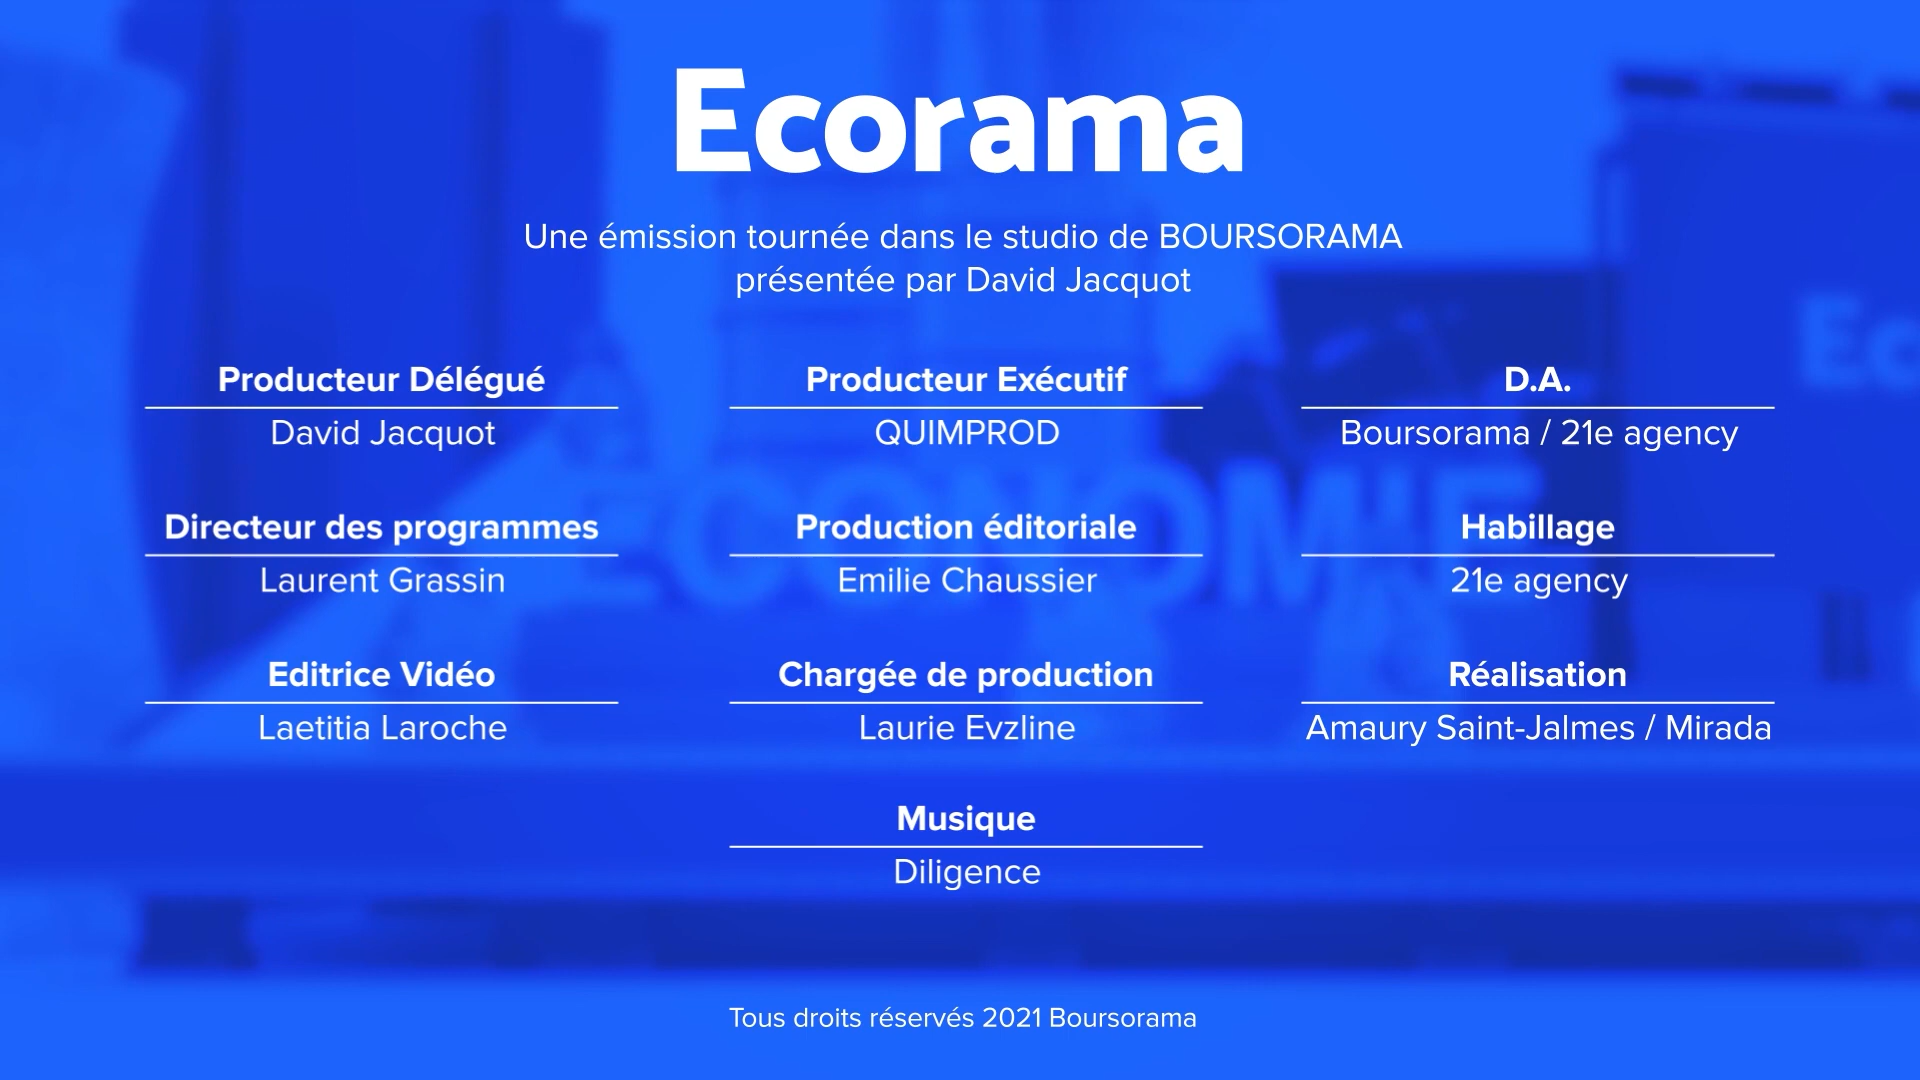 Ecorama
Une émission tournée dans le studio de BOURSORAMA
présentée par David Jacquot
Producteur Délégué
David Jacquot
Producteur Exécutif
QUIMPROD
D.A.
Boursorama / 21e agency
Directeur des programmes
Laurent Grassin
Production éditoriale
Emilie Chaussier
Habillage
21e agency
Editrice Vidéo
Laetitia Laroche
Chargée de production
Laurie Evzline
Réalisation
Amaury Saint-Jalmes / Mirada
Musique
Diligence
Tous droits réservés 2021 Boursorama
ECONOMIE
Ec